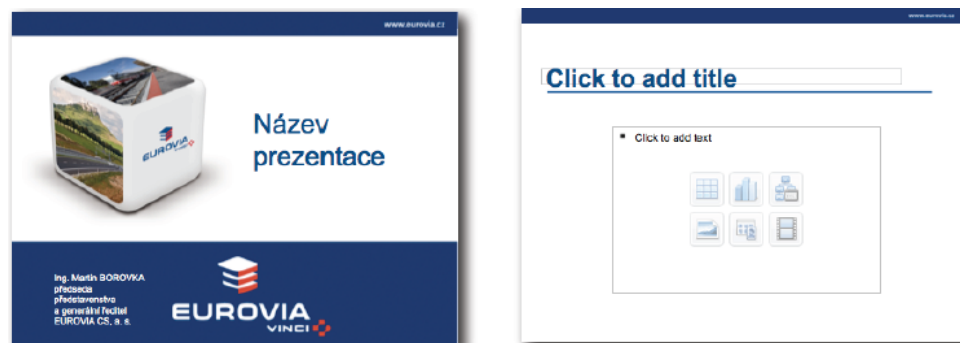 www.eurovia.cz
EUROVIA
VINCI
Název
prezentace
Ing. Martin BOROVKA
předseda
představenstva
a generální ředitel
EUROVIA CS, a. s.
EUROVIA
VINCI
www.eurovia.cz
Click to add title
Click to add text